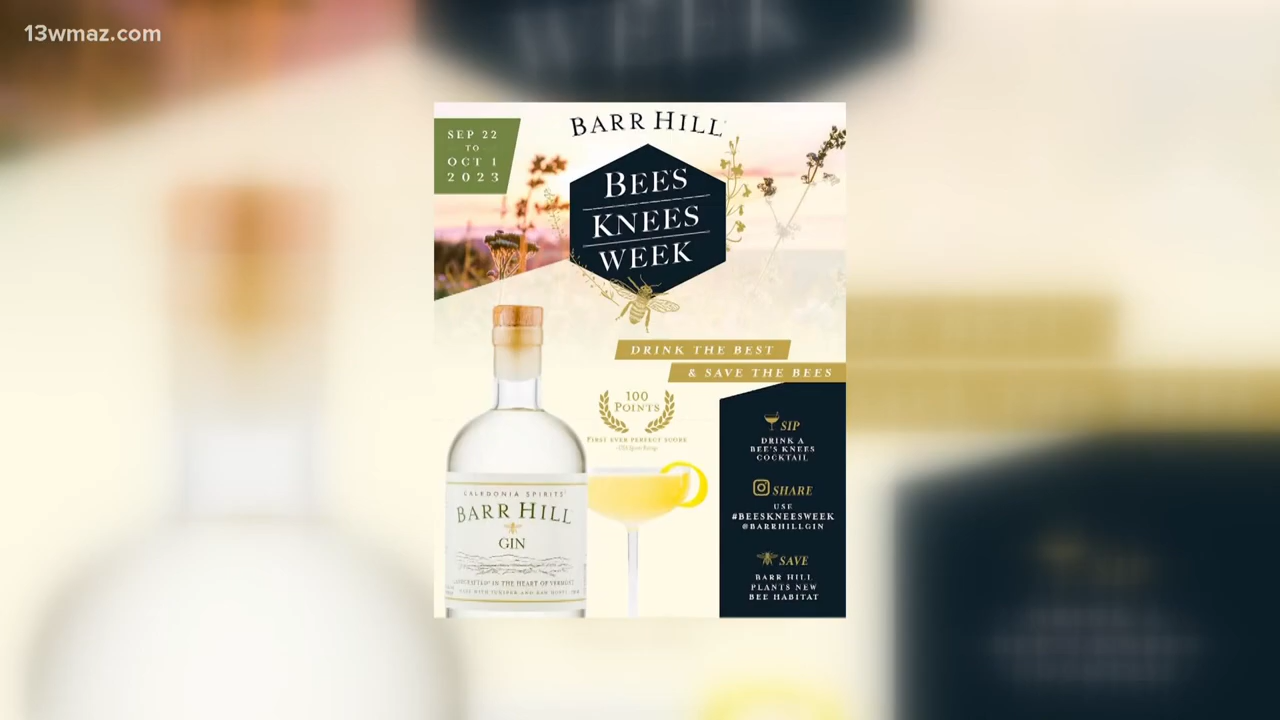 13wmaz.com
BARR HILL
SEP 22
TO
OCT 1
2023
BEE'S
KNEES
WEEK
DRINK THE BEST
& SAVE THE BEES
100
POINTS
FIRST EVER PERFECT SCORE
SIP
DRINK A
BEE'S KNEES
COCKTAIL
SHARE
USE
#BEESKNEESWEEK
@BARRHILLGIN
SAVE
BARR HILL
PLANTS NEW
BEE HABITAT
CALEDONIA SPIRITS
BARR HILL
GIN
IN THE HEART OF VERMONT
WEEK